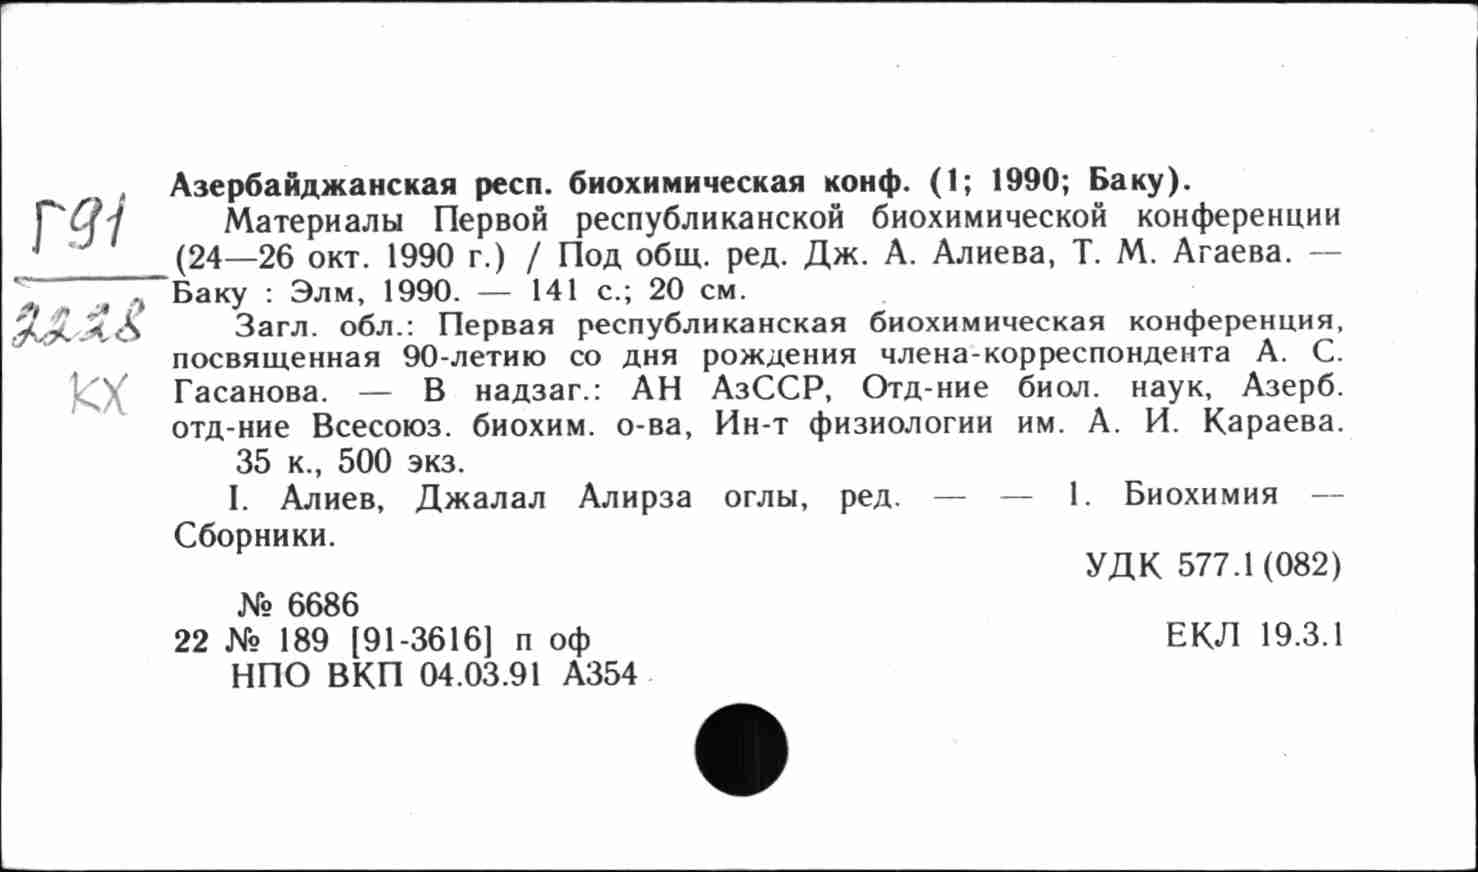 Азербайджанская респ. биохимическая конф. (1; 1990; Баку).
Материалы Первой республиканской биохимической конференции
(24—26 окт. 1990 г.) / Под общ. ред. Дж. А. Алиева, Т. М. Агаева. —
Баку : Элм, 1990. — 141 с.; 20 см.
Загл. обл.: Первая республиканская биохимическая конференция,
посвященная 90-летию со дня рождения члена-корреспондента А. С.
Гасанова. — В надзаг.: АН АзССР, Отд-ние биол. наук, Азерб.
отд-ние Всесоюз. биохим. о-ва, Ин-т физиологии им. А. И. Караева.
35 к., 500 экз.
I. Алиев, Джалал Алирза оглы, ред. — — 1. Биохимия —
Сборники.
УДК 577.1(082)
№ 6686
22 № 189 [91-3616] п оф
ЕКЛ 19.3.1
НПО ВКП 04.03.91 А354
Г91
2228
КХ